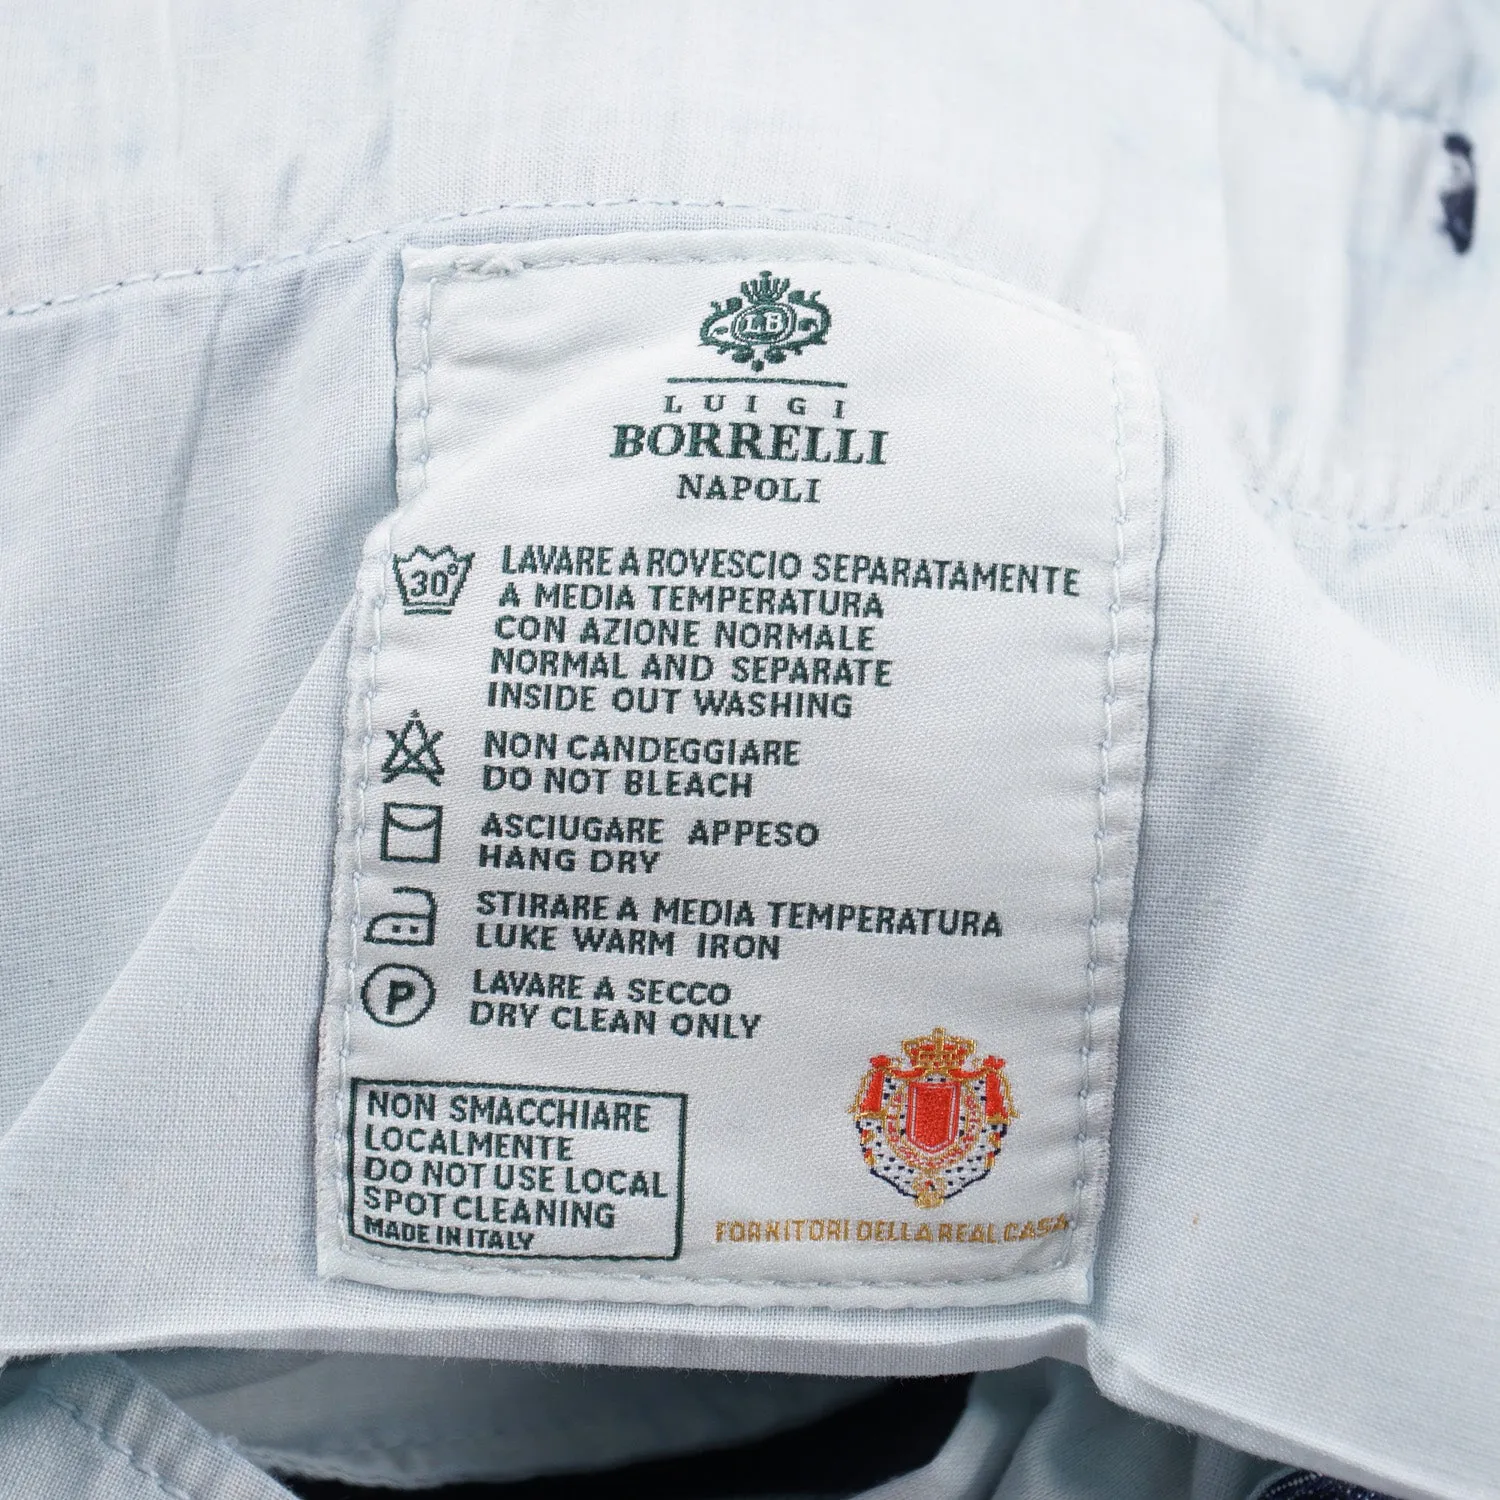 LB
LUIGI
BORRELLI
NAPOLI
30°
LAVARE A ROVESCIO SEPARATAMENTE
A MEDIA TEMPERATURA
CON AZIONE NORMALE
NORMAL AND SEPARATE
INSIDE OUT WASHING
NON CANDEGGIARE
DO NOT BLEACH
ASCIUGARE APPESO
HANG DRY
STIRARE A MEDIA TEMPERATURA
LUKE WARM IRON
P
LAVARE A SECCO
DRY CLEAN ONLY
NON SMACCHIARE
LOCALMENTE
DO NOT USE LOCAL
SPOT CLEANING
MADE IN ITALY
FORNITORI DELLA REAL CASA